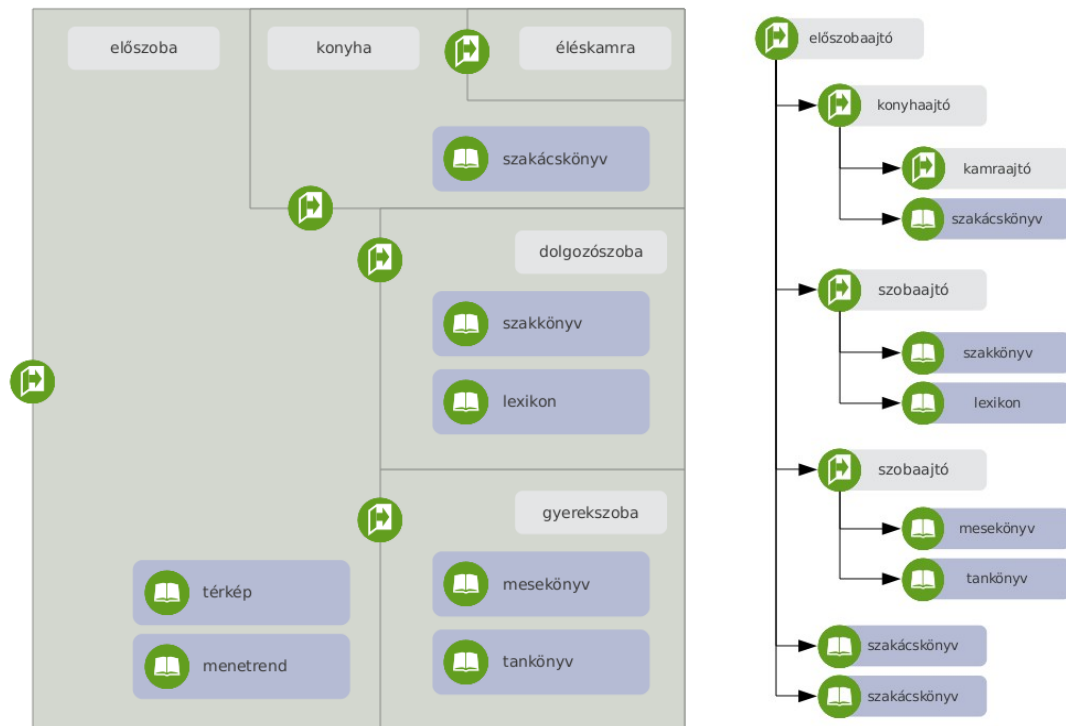 előszoba
konyha
éléskamra
szakácskönyv
dolgozószoba
szakkönyv
lexikon
gyerekszoba
térkép
mesekönyv
menetrend
tankönyv
előszobaajtó
konyhaajtó
kamraajtó
szakácskönyv
szobaajtó
szakkönyv
lexikon
szobaajtó
mesekönyv
tankönyv
szakácskönyv
szakácskönyv